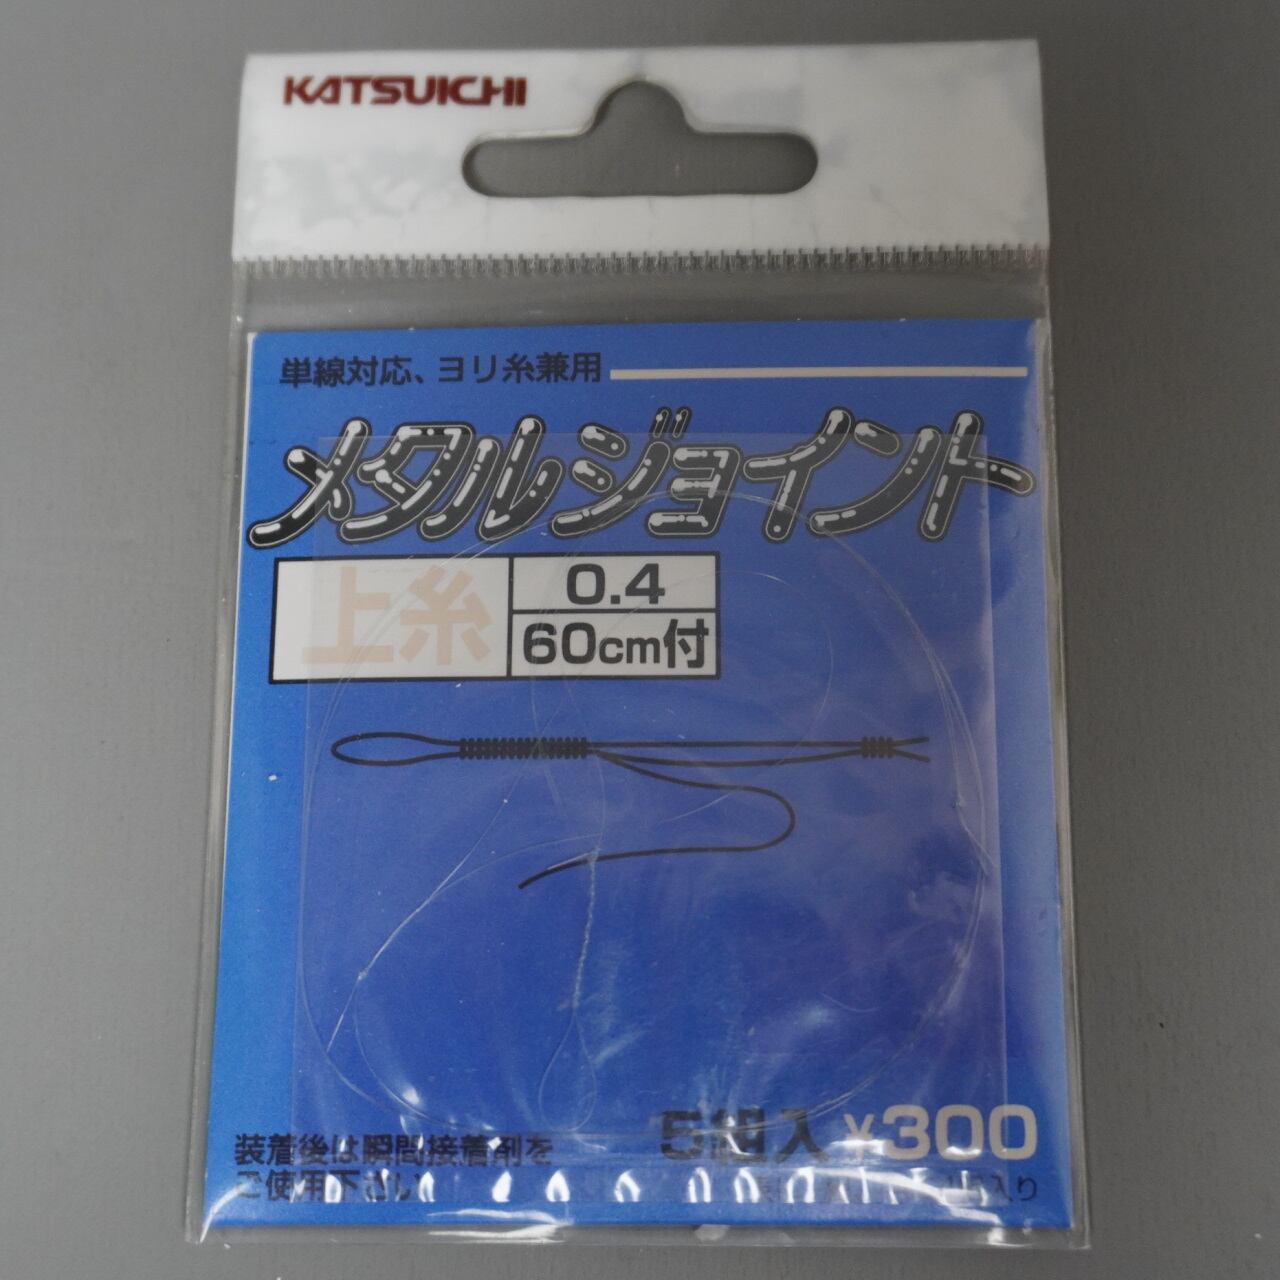 KATSUICHI
単線対応、ヨリ糸兼用
メタルジョイント
上糸
0.4
60cm付
5組入 ¥300
装着後は瞬間接着剤を
ご使用下さい
入り